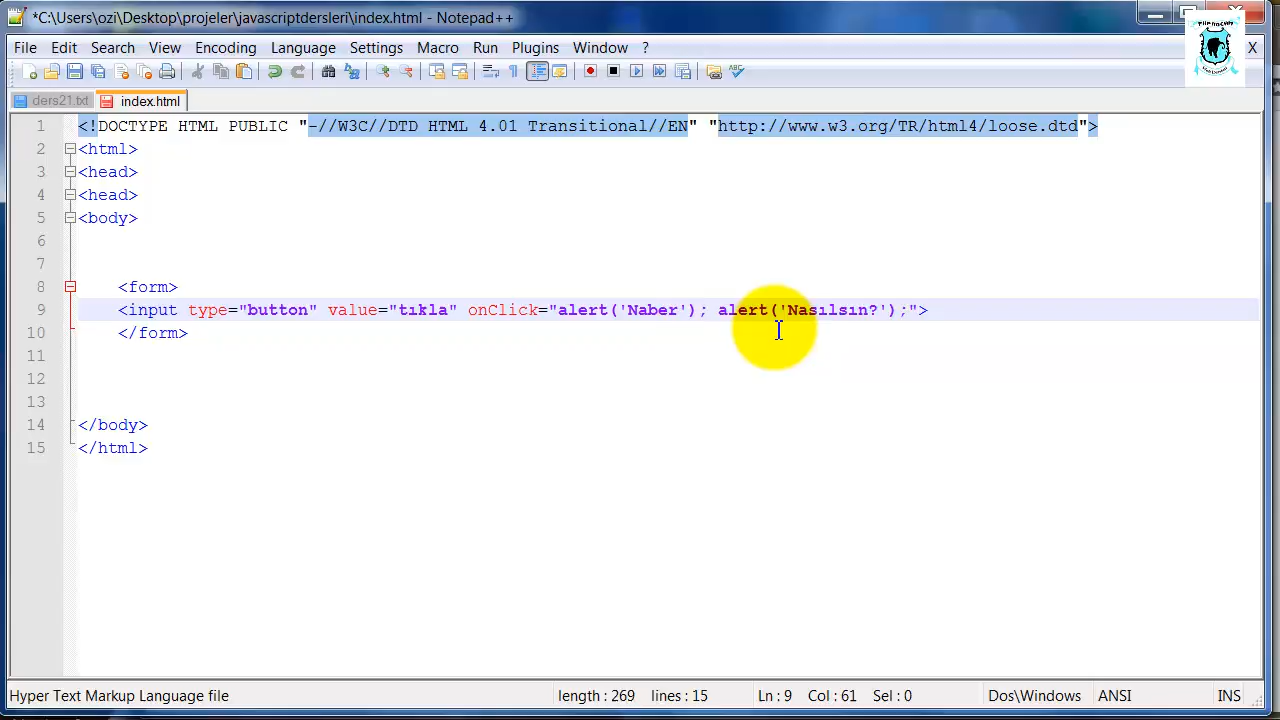 *C:\Users\ozi\Desktop\projeler\javascriptdersleri\index.html - Notepad++
File Edit Search View Encoding Language Settings Macro Run Plugins Window ? X
ders21.txt index.html
1 <!DOCTYPE HTML PUBLIC "-//W3C//DTD HTML 4.01 Transitional//EN" "http://www.w3.org/TR/html4/loose.dtd">
2 <html>
3 <head>
4 <head>
5 <body>
6
7
8 <form>
9 <input type="button" value="tıkla" onClick="alert('Naber'); alert('Nasılsın?');">
10 </form>
11
12
13
14 </body>
15 </html>
Hyper Text Markup Language file length : 269 lines : 15 Ln : 9 Col : 61 Sel : 0 Dos\Windows ANSI INS